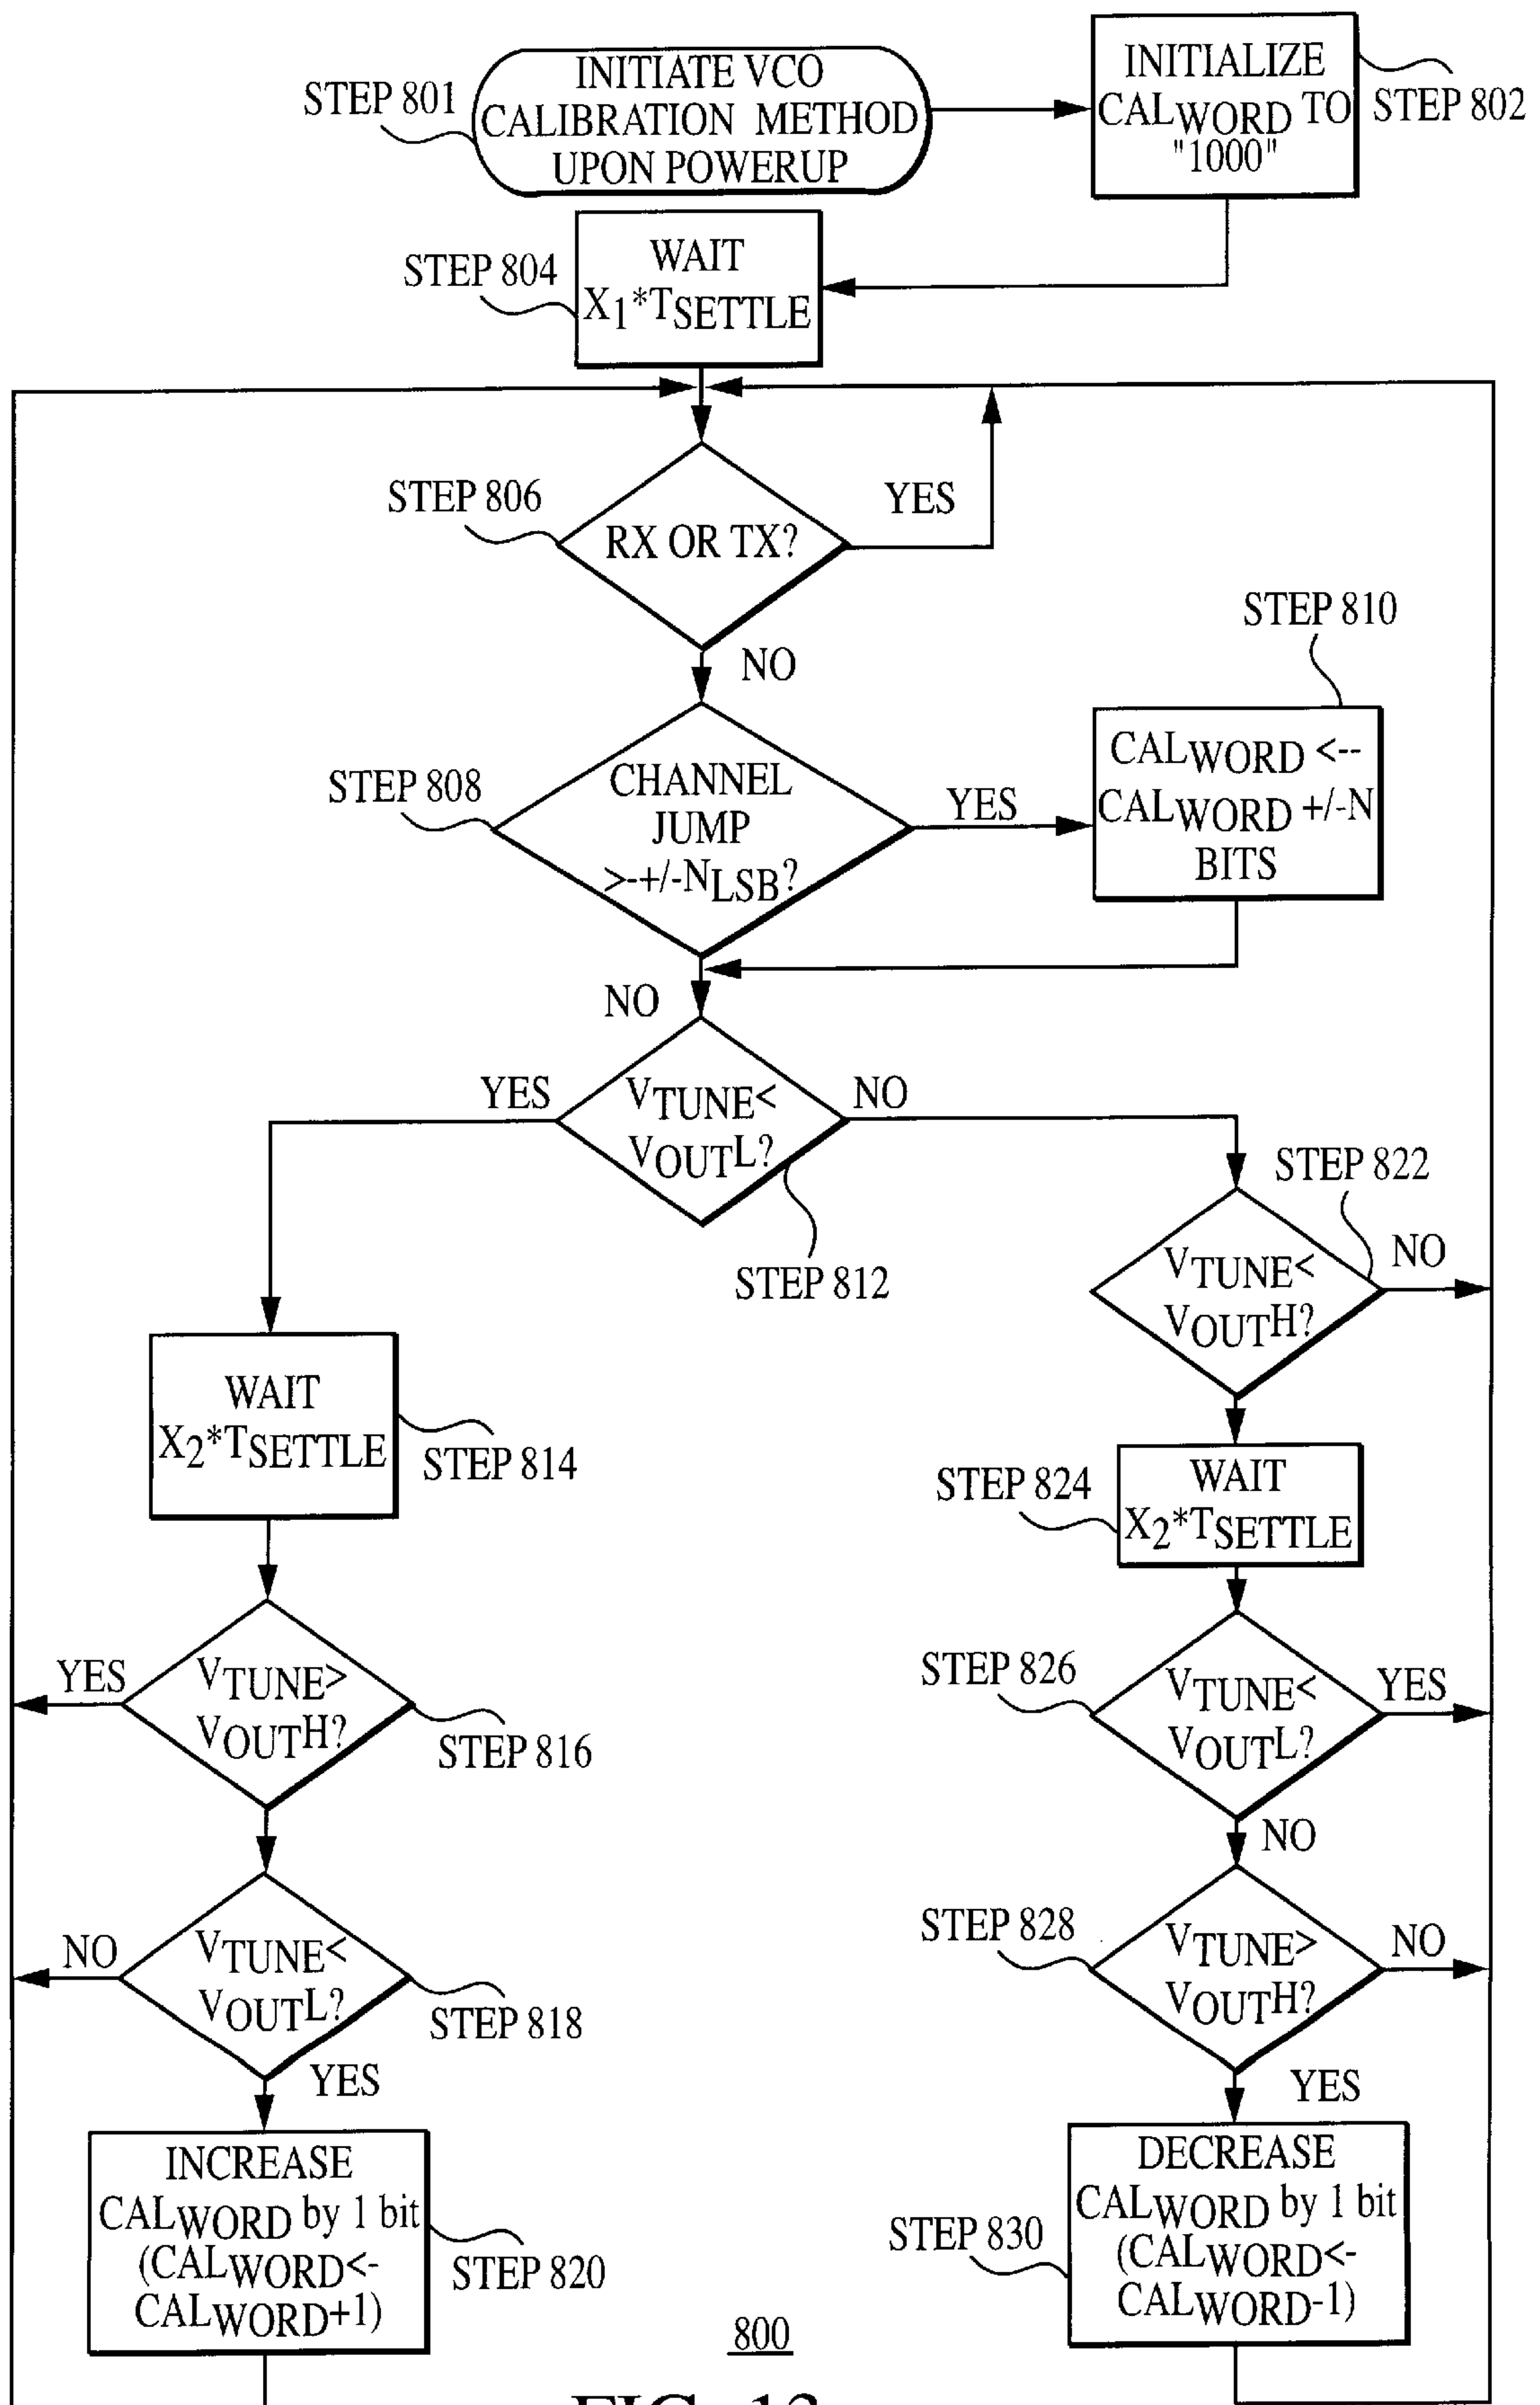 STEP 801
INITIATE VCO
CALIBRATION METHOD
UPON POWERUP
INITIALIZE
CALWORD TO
"1000"
STEP 802
STEP 804
WAIT
X1*TSETTLE
STEP 806
RX OR TX?
YES
NO
STEP 808
CHANNEL
JUMP
>-+/-NLSB?
YES
STEP 810
CALWORD <--
CALWORD +/-N
BITS
NO
YES
VTUNE<
VOUTL?
NO
STEP 812
STEP 822
VTUNE<
VOUTH?
NO
WAIT
X2*TSETTLE
STEP 814
STEP 824
WAIT
X2*TSETTLE
YES
VTUNE>
VOUTH?
STEP 816
STEP 826
VTUNE<
VOUTL?
YES
NO
NO
VTUNE<
VOUTL?
STEP 818
YES
STEP 828
VTUNE>
VOUTH?
NO
YES
INCREASE
CALWORD by 1 bit
(CALWORD<-
CALWORD+1)
STEP 820
STEP 830
DECREASE
CALWORD by 1 bit
(CALWORD<-
CALWORD-1)
800
FIG. 13